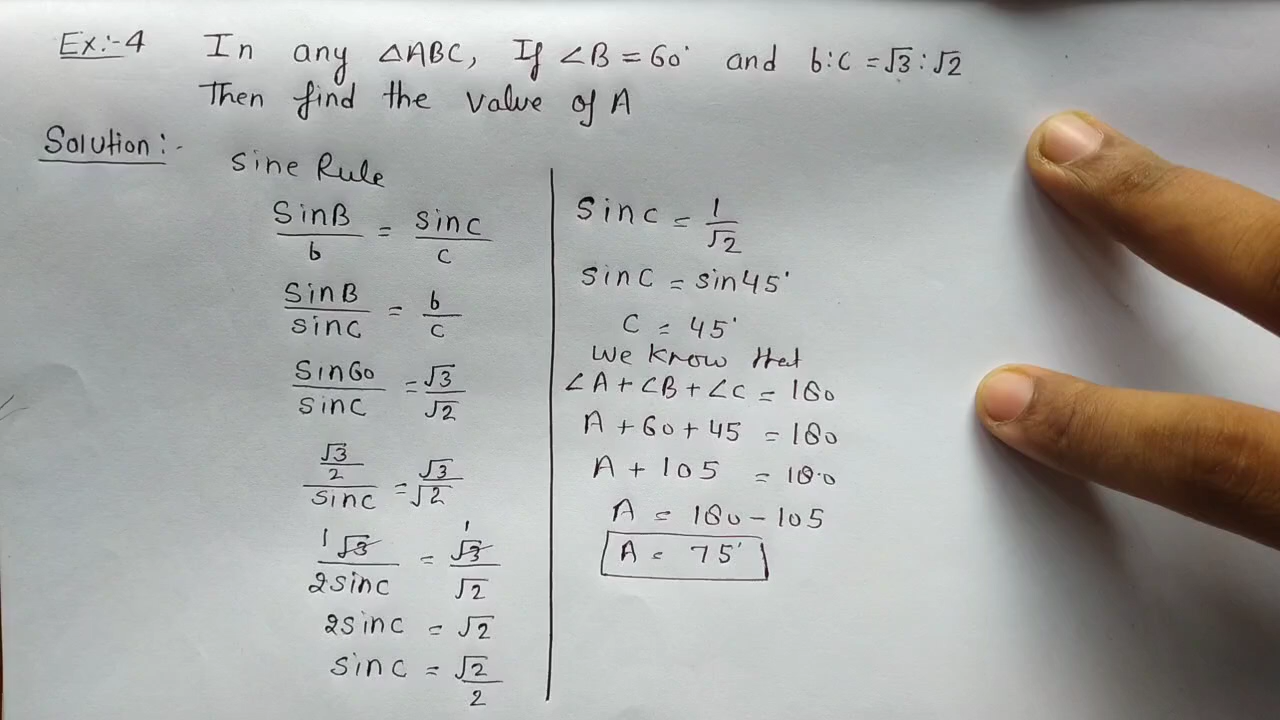 Ex:-4 In any △ABC, If ∠B = 60° and b:c = √3:√2
Then find the value of A
Solution:-
Sine Rule
SinB/b = sinc/c
SinB/sinc = b/c
Sin60/sinc = √3/√2
(√3/2)/sinc = √3/√2
1 √3/2sinc = 1 √3/√2
2sinc = √2
sinc = √2/2
Sinc = 1/√2
sinc = sin45°
c = 45°
We know that
∠A + ∠B + ∠C = 180
A + 60 + 45 = 180
A + 105 = 180
A = 180 - 105
A = 75°